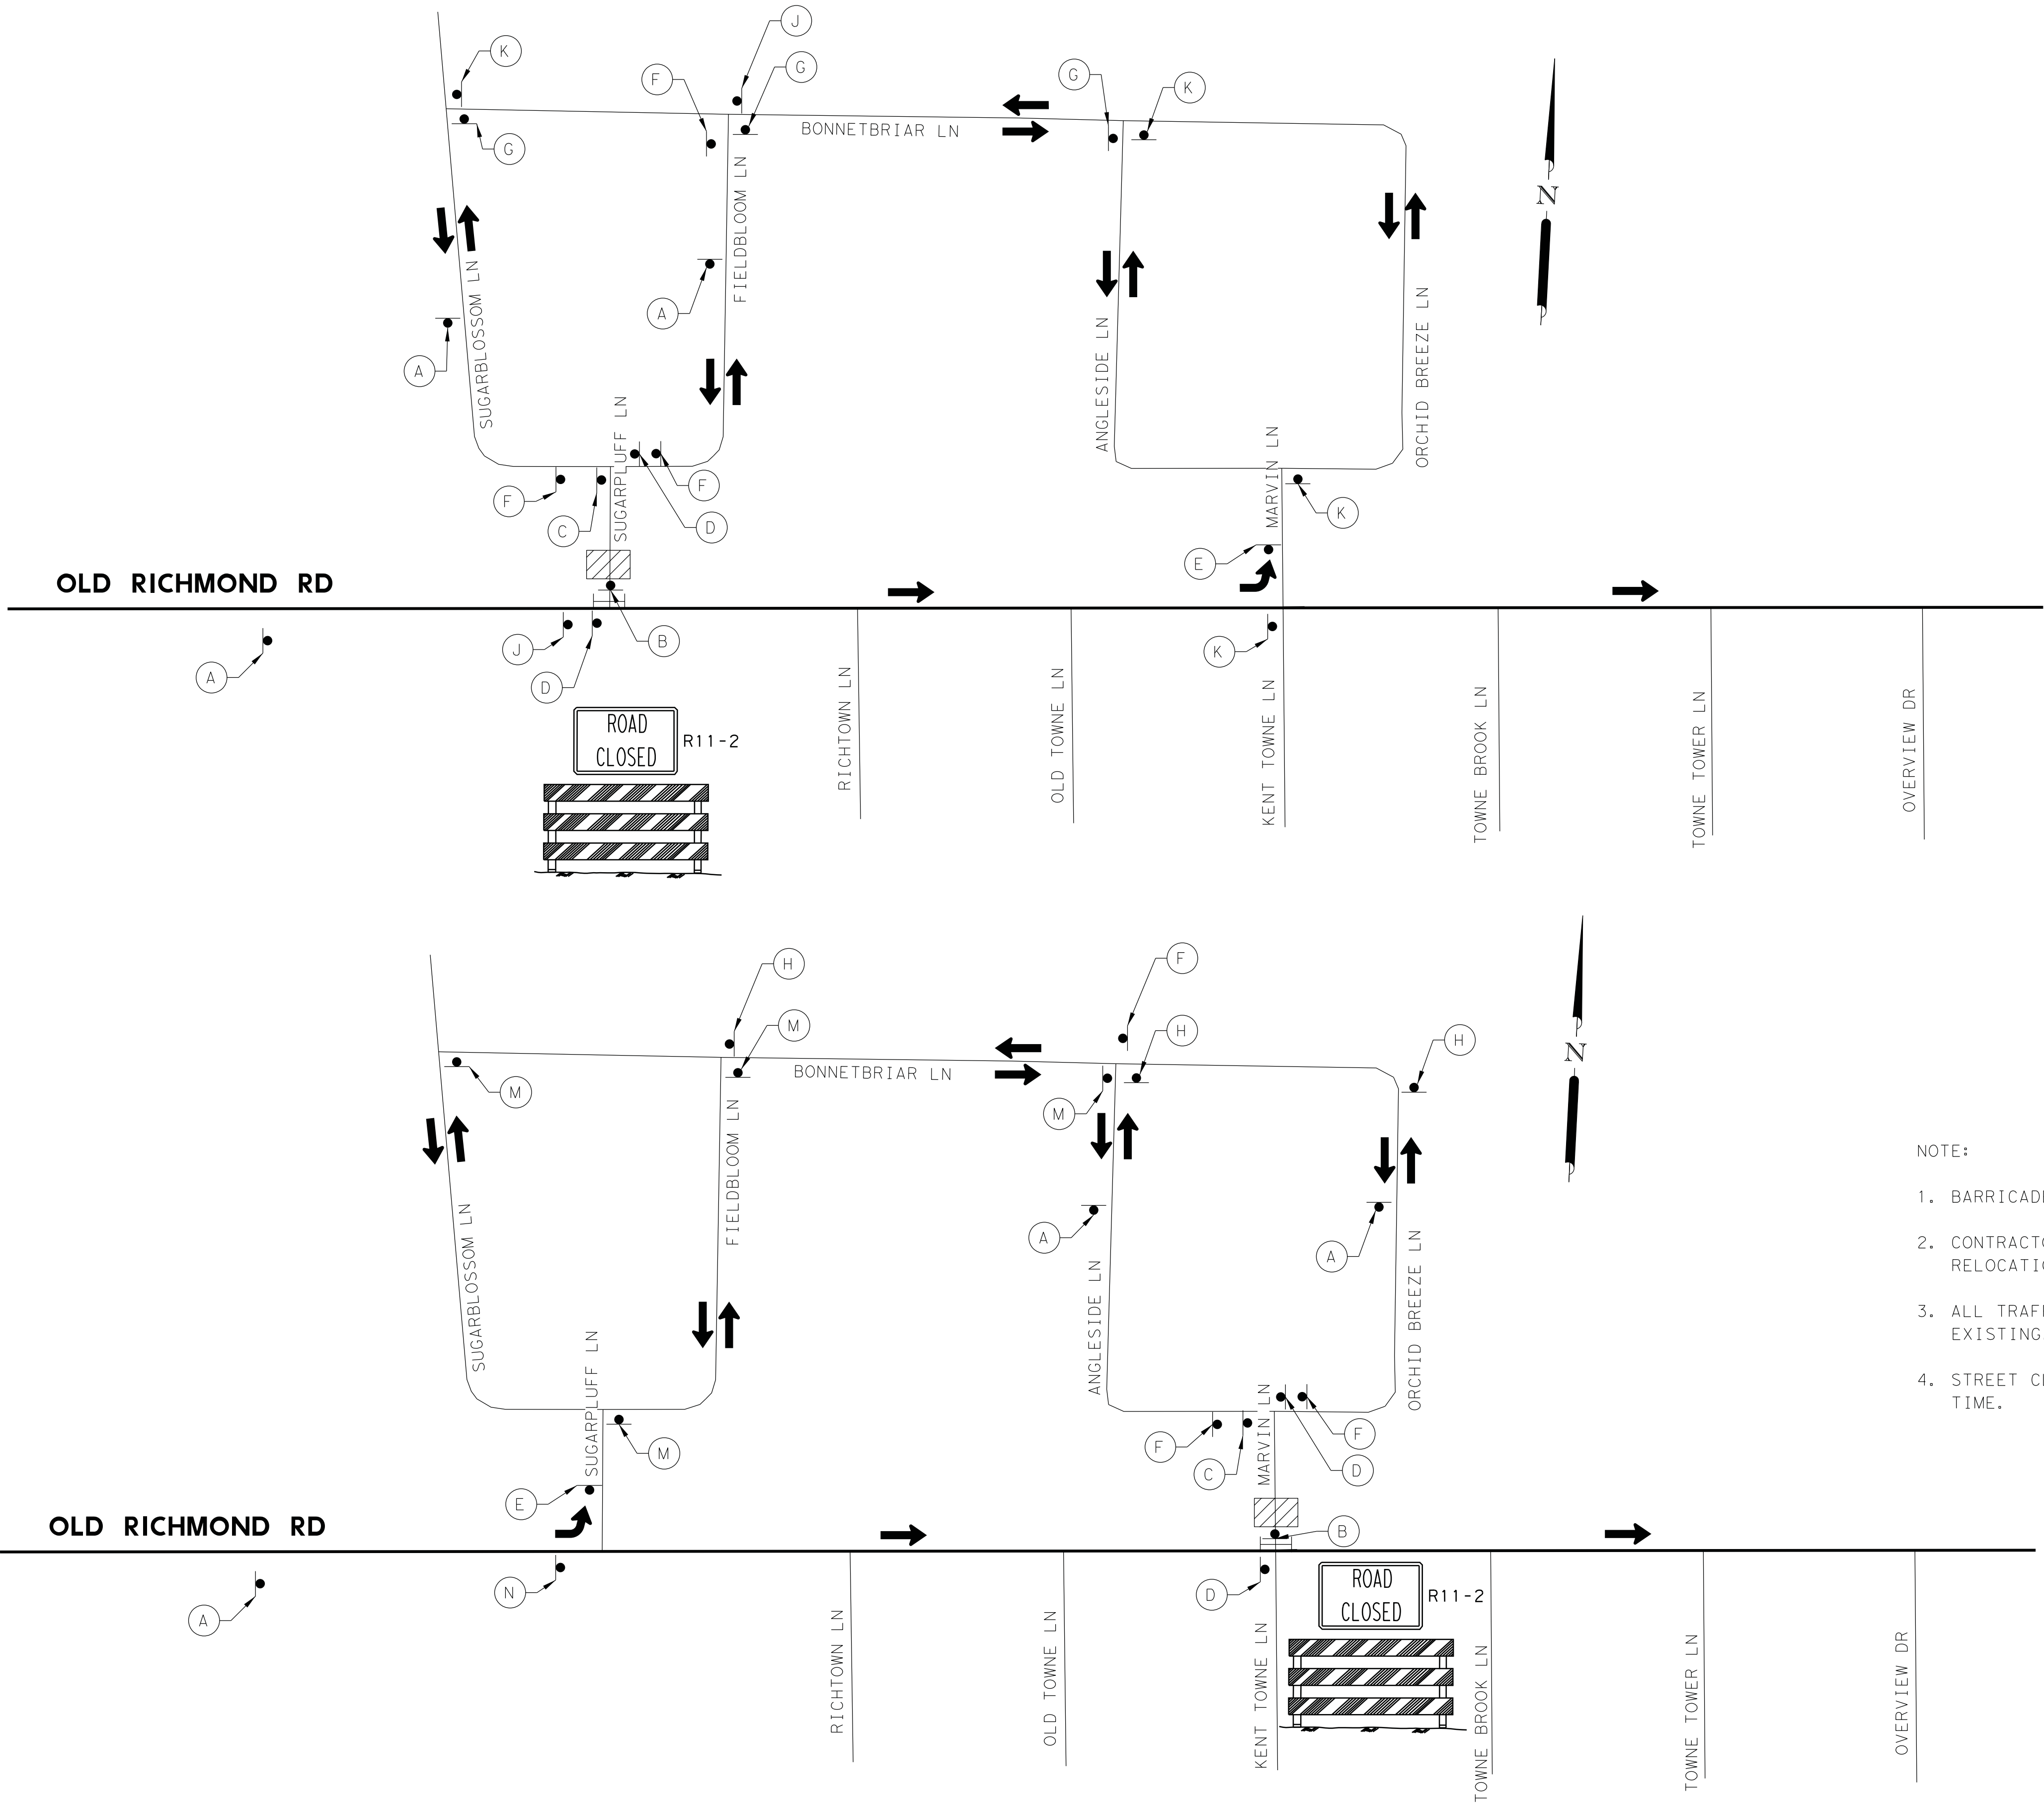 J
K
F
G
G
K
BONNETBRIAR LN
G
FIELDBLOOM LN
A
SUGARBLOSSOM LN
A
ANGLESIDE LN
ORCHID BREEZE LN
SUGARPLUFF LN
MARVIN LN
F
F
C
D
K
E
N
OLD RICHMOND RD
A
J
B
D
K
ROAD
CLOSED
R11-2
RICHTOWN LN
OLD TOWNE LN
KENT TOWNE LN
TOWNE BROOK LN
TOWNE TOWER LN
OVERVIEW DR
H
F
M
H
H
BONNETBRIAR LN
M
M
N
FIELDBLOOM LN
SUGARBLOSSOM LN
A
A
ANGLESIDE LN
ORCHID BREEZE LN
SUGARPLUFF LN
MARVIN LN
M
F
F
C
D
E
B
OLD RICHMOND RD
A
N
D
ROAD
CLOSED
R11-2
RICHTOWN LN
OLD TOWNE LN
KENT TOWNE LN
TOWNE BROOK LN
TOWNE TOWER LN
OVERVIEW DR
NOTE:
1. BARRICAD
2. CONTRACT
RELOCATI
3. ALL TRAF
EXISTING
4. STREET C
TIME.